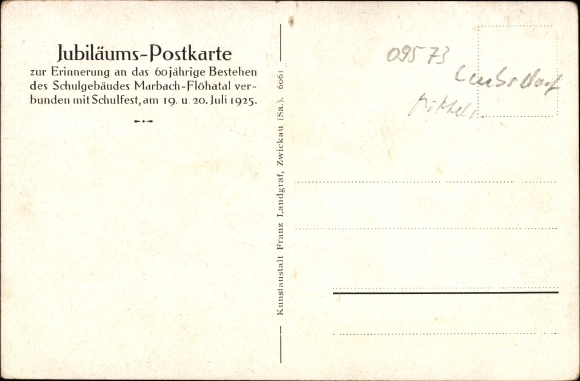 Jubiläums-Postkarte
zur Erinnerung an das 60jährige Bestehen
des Schulgebäudes Marbach-Flöhatal ver-
bunden mit Schulfest, am 19. u. 20. Juli 1925.
Kunstanstalt Franz Landgraf, Zwickau (Sa.). 6061
09573